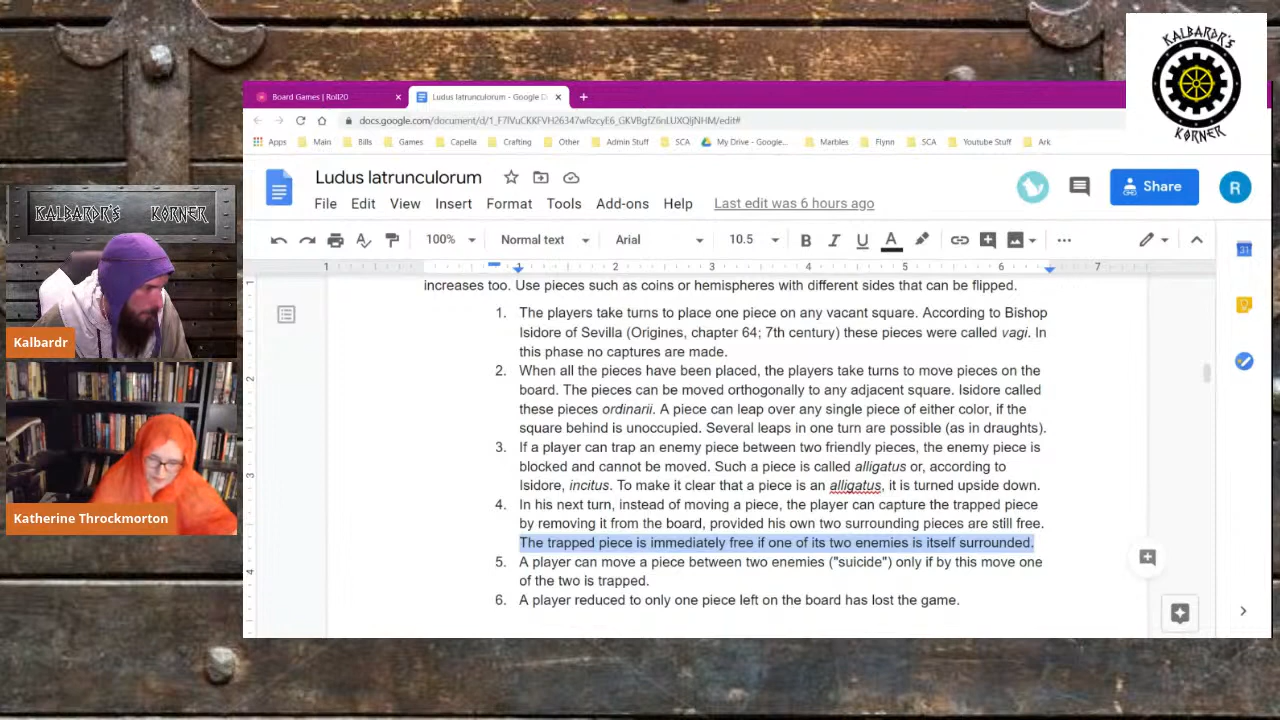 KALBARDR'S
KORNER
Board Games | Roll20
Ludus latrunculorum - Google D
Apps Main Bills Games Capella Crafting Other Admin Stuff SCA My Drive - Google... Marbles Flynn SCA Youtube Stuff Ark
Ludus latrunculorum
Share
R
File Edit View Insert Format Tools Add-ons Help Last edit was 6 hours ago
100% Normal text Arial 10.5 B I U A
1 1 2 3 4 5 6 7
increases too. Use pieces such as coins or hemispheres with different sides that can be flipped.
1. The players take turns to place one piece on any vacant square. According to Bishop
Isidore of Sevilla (Origines, chapter 64; 7th century) these pieces were called vagi. In
this phase no captures are made.
2. When all the pieces have been placed, the players take turns to move pieces on the
board. The pieces can be moved orthogonally to any adjacent square. Isidore called
these pieces ordinarii. A piece can leap over any single piece of either color, if the
square behind is unoccupied. Several leaps in one turn are possible (as in draughts).
3. If a player can trap an enemy piece between two friendly pieces, the enemy piece is
blocked and cannot be moved. Such a piece is called alligatus or, according to
Isidore, incitus. To make it clear that a piece is an alligatus, it is turned upside down.
4. In his next turn, instead of moving a piece, the player can capture the trapped piece
by removing it from the board, provided his own two surrounding pieces are still free.
The trapped piece is immediately free if one of its two enemies is itself surrounded.
5. A player can move a piece between two enemies ("suicide") only if by this move one
of the two is trapped.
6. A player reduced to only one piece left on the board has lost the game.
KALBARDR'S KORNER
Kalbardr
Katherine Throckmorton
31